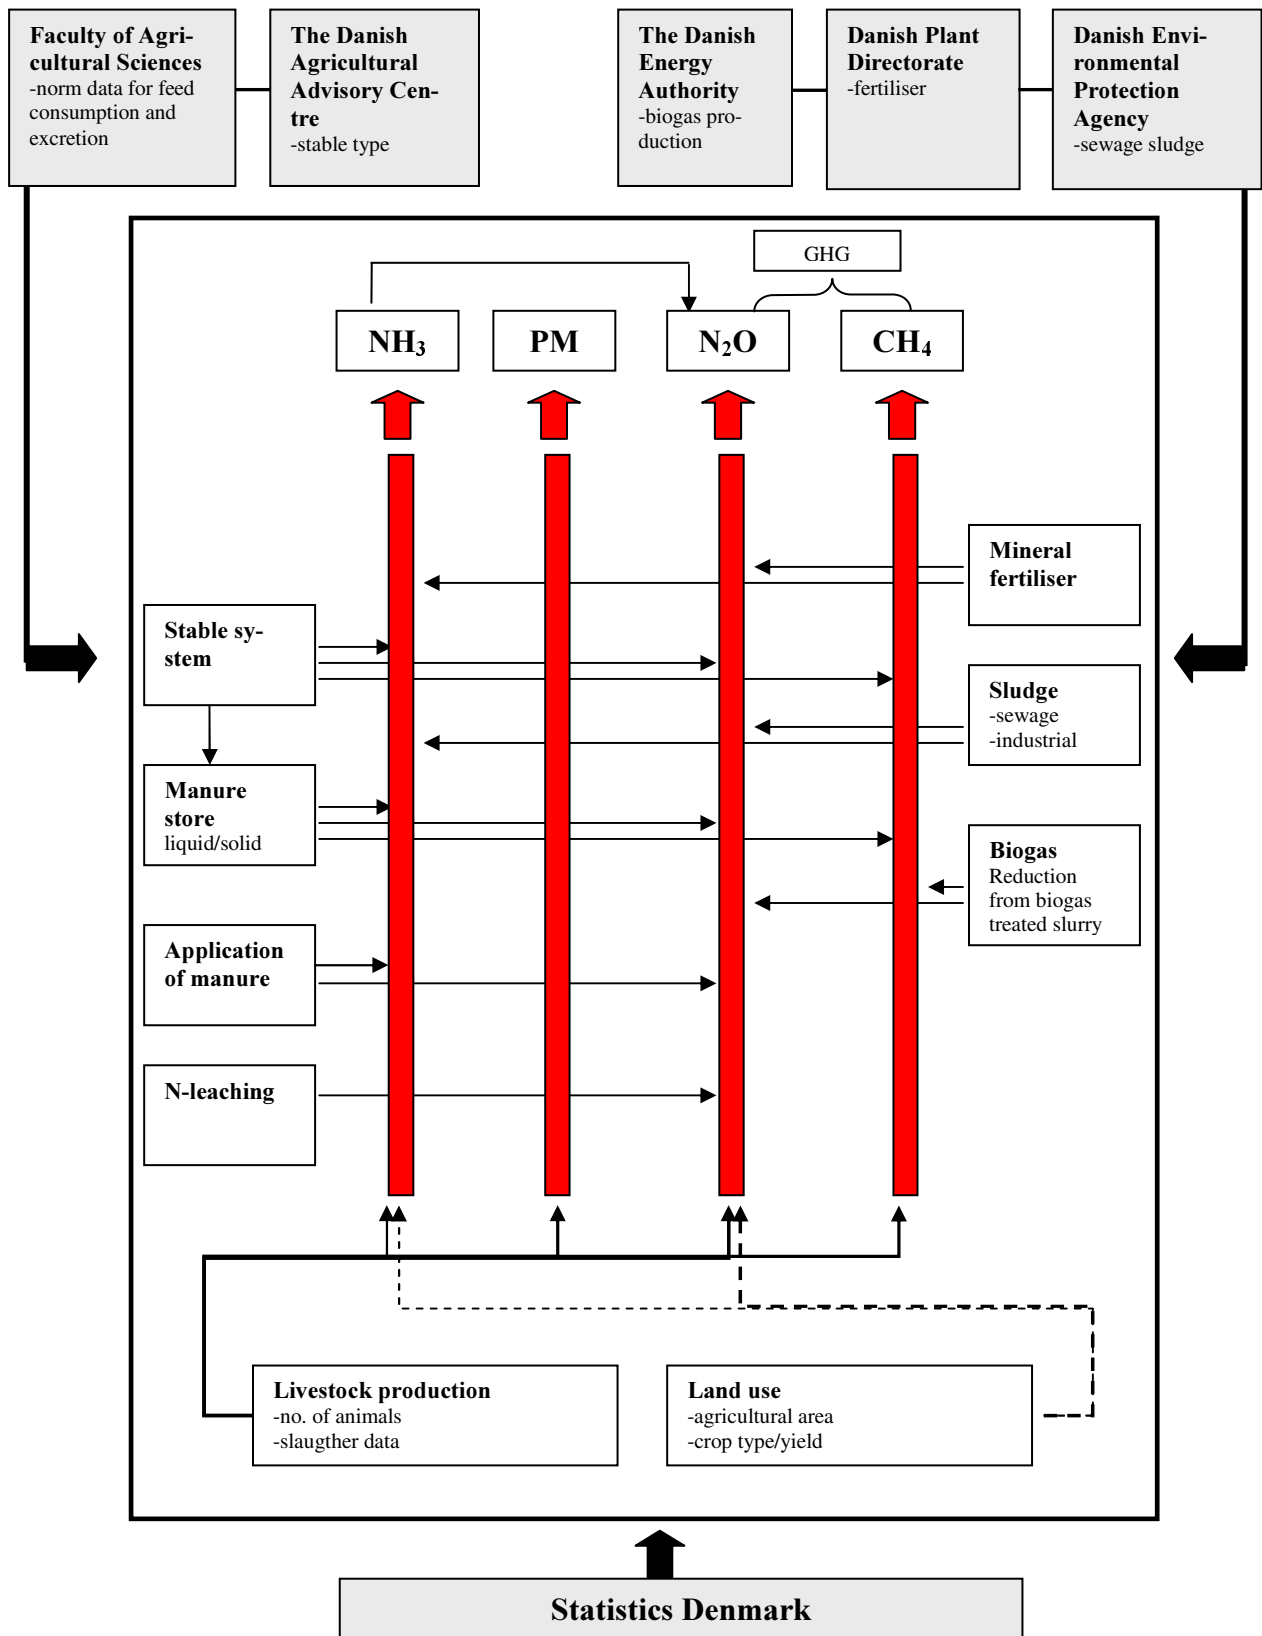 Faculty of Agri-
cultural Sciences
-norm data for feed
consumption and
excretion
The Danish
Agricultural
Advisory Cen-
tre
-stable type
The Danish
Energy
Authority
-biogas pro-
duction
Danish Plant
Directorate
-fertiliser
Danish Envi-
ronmental
Protection
Agency
-sewage sludge
GHG
NH₃
PM
N₂O
CH₄
Mineral
fertiliser
Stable sy-
stem
Sludge
-sewage
-industrial
Manure
store
liquid/solid
Biogas
Reduction
from biogas
treated slurry
Application
of manure
N-leaching
Livestock production
-no. of animals
-slaugther data
Land use
-agricultural area
-crop type/yield
Statistics Denmark